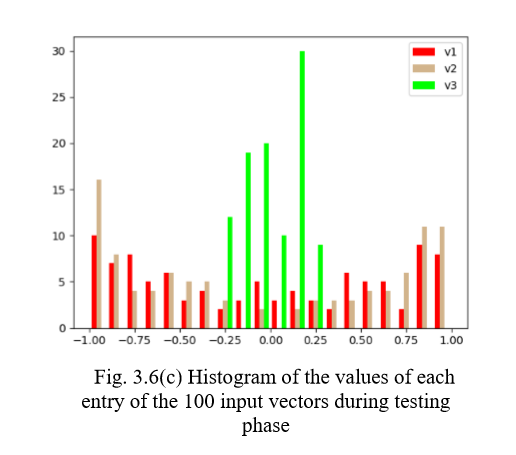 30
25
20
15
10
5
0
−1.00 −0.75 −0.50 −0.25 0.00 0.25 0.50 0.75 1.00
v1
v2
v3
Fig. 3.6(c) Histogram of the values of each
entry of the 100 input vectors during testing
phase